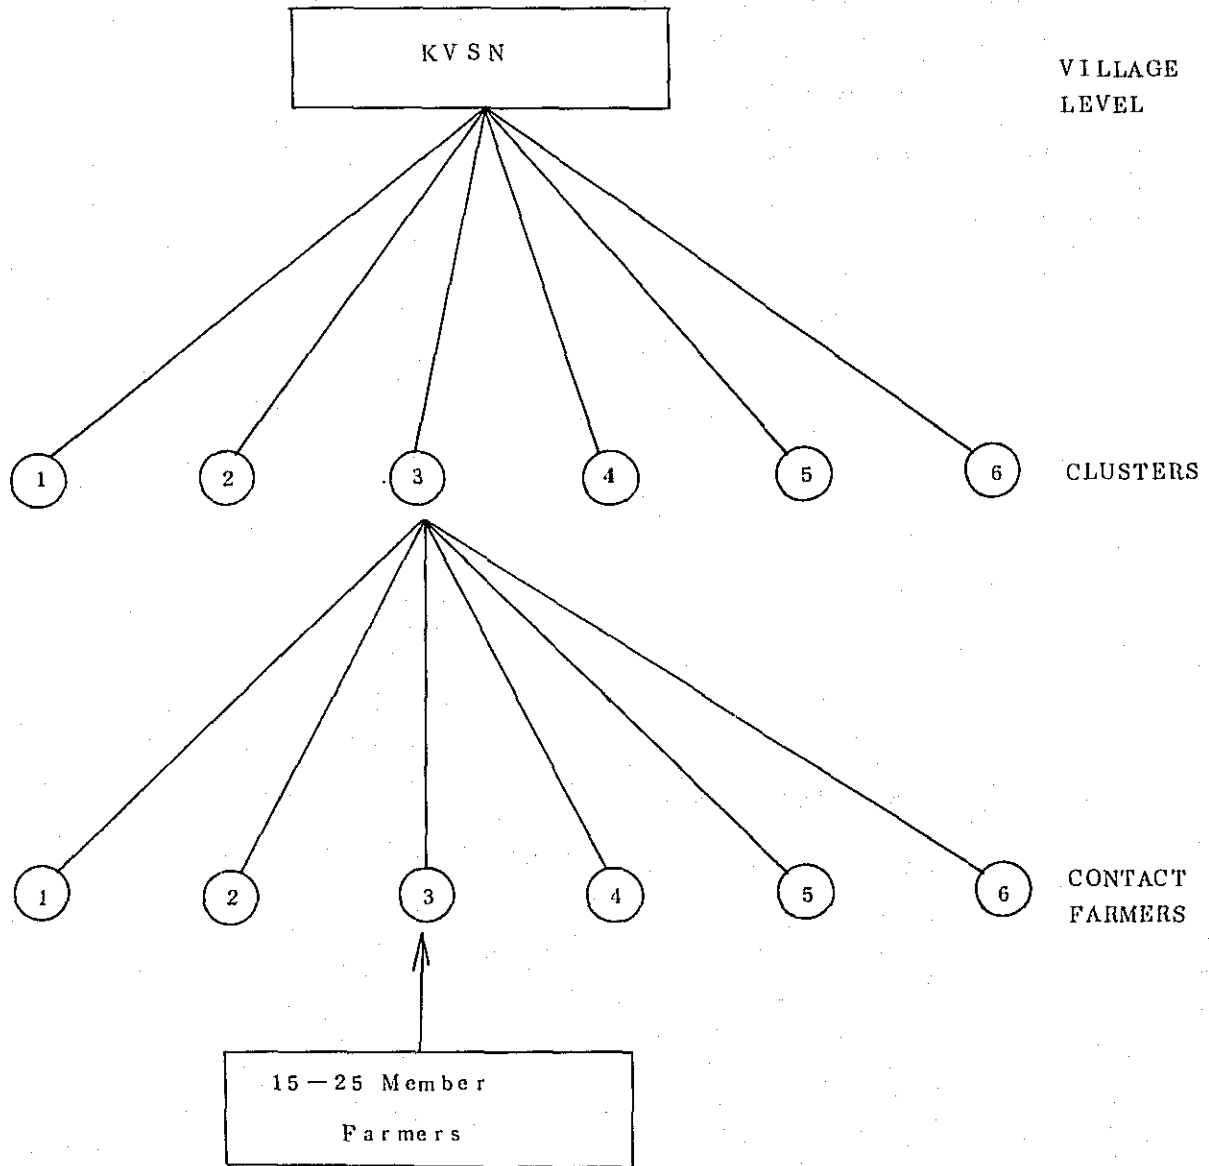 KVSN
VILLAGE
LEVEL
1 2 3 4 5 6 CLUSTERS
1 2 3 4 5 6 CONTACT
FARMERS
15-25 Member
Farmers